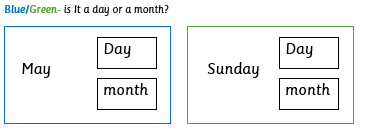 Blue/Green- is It a day or a month?
May
Day
month
Sunday
Day
month